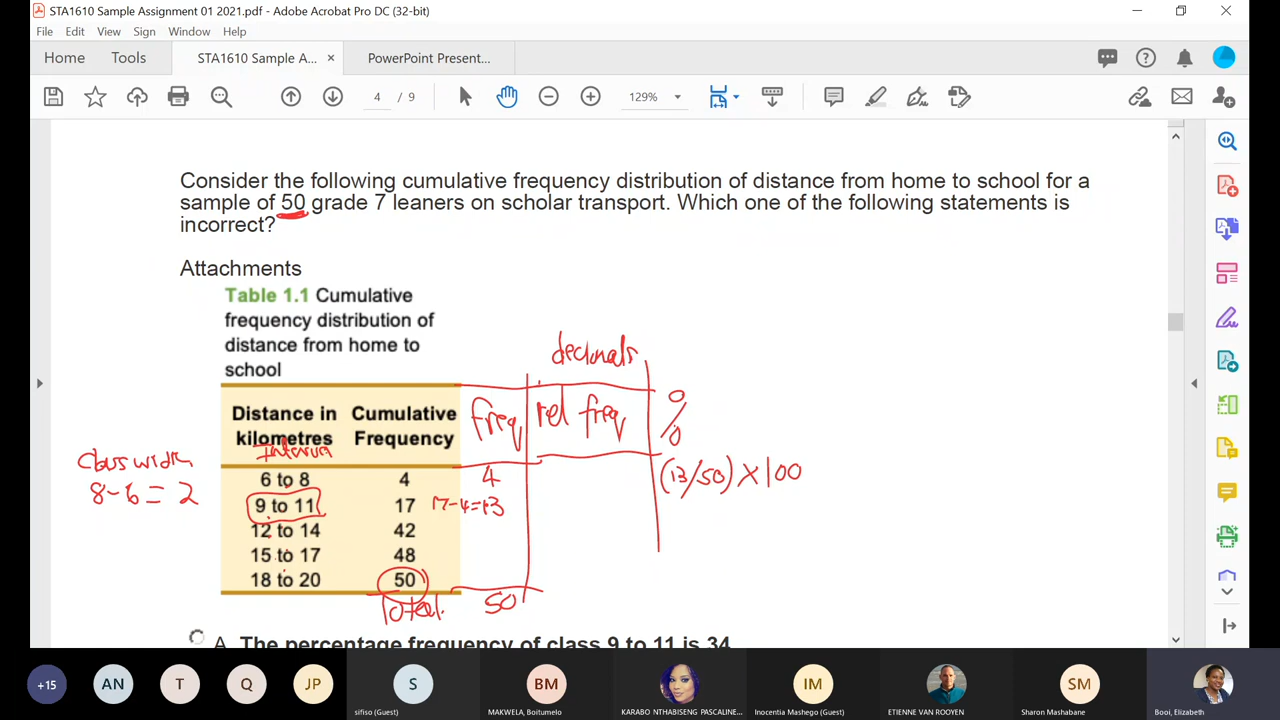 STA1610 Sample Assignment 01 2021.pdf - Adobe Acrobat Pro DC (32-bit)
File Edit View Sign Window Help
Home Tools STA1610 Sample A... × PowerPoint Present...
4 / 9 129%
Consider the following cumulative frequency distribution of distance from home to school for a
sample of 50 grade 7 leaners on scholar transport. Which one of the following statements is
incorrect?
Attachments
Table 1.1 Cumulative
frequency distribution of
distance from home to
school
decimals
Distance in Cumulative freq rel freq %
kilometres Frequency
Interval
Class width
8-6=2
6 to 8 4 4 (13/50)×100
9 to 11 17 17-4=13
12 to 14 42
15 to 17 48
18 to 20 50
Total. 50
A. The percentage frequency of class 9 to 11 is 34.
+15 AN T Q JP S BM IM SM
sifiso (Guest) MAKWELA, Boitumelo KARABO NTHABISENG PASCALINE... Inocentia Mashego (Guest) ETIENNE VAN ROOYEN Sharon Mashabane Booi, Elizabeth